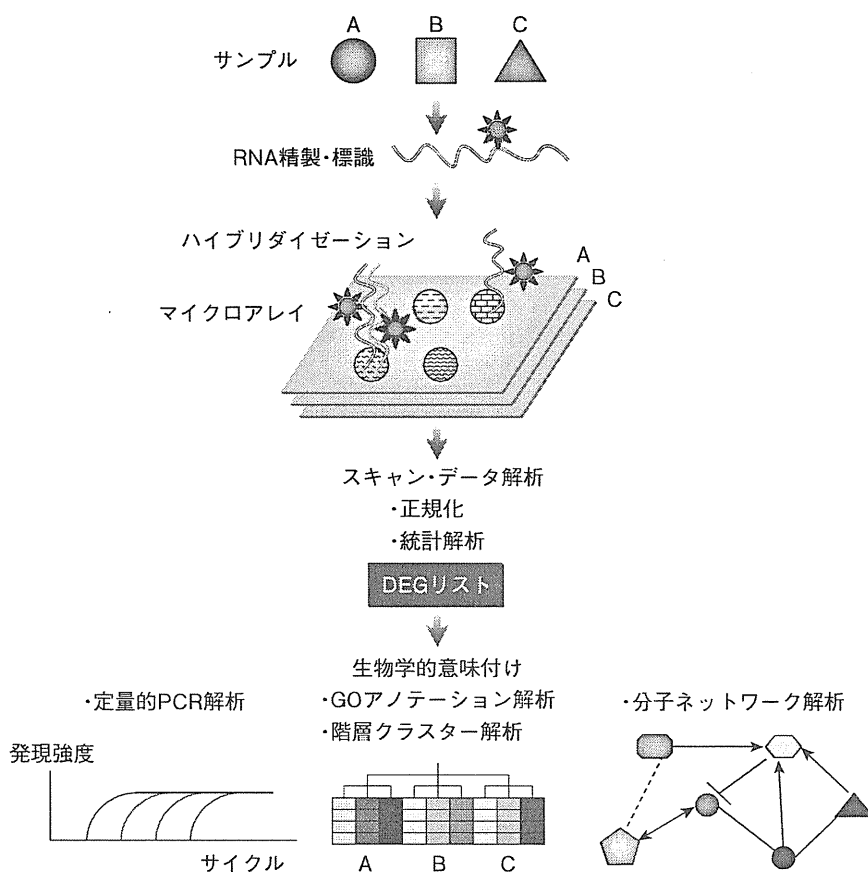 A B C
サンプル
RNA精製・標識
ハイブリダイゼーション
マイクロアレイ
A
B
C
スキャン・データ解析
・正規化
・統計解析
DEGリスト
生物学的意味付け
・定量的PCR解析
・GOアノテーション解析
・階層クラスター解析
・分子ネットワーク解析
発現強度
サイクル
A B C